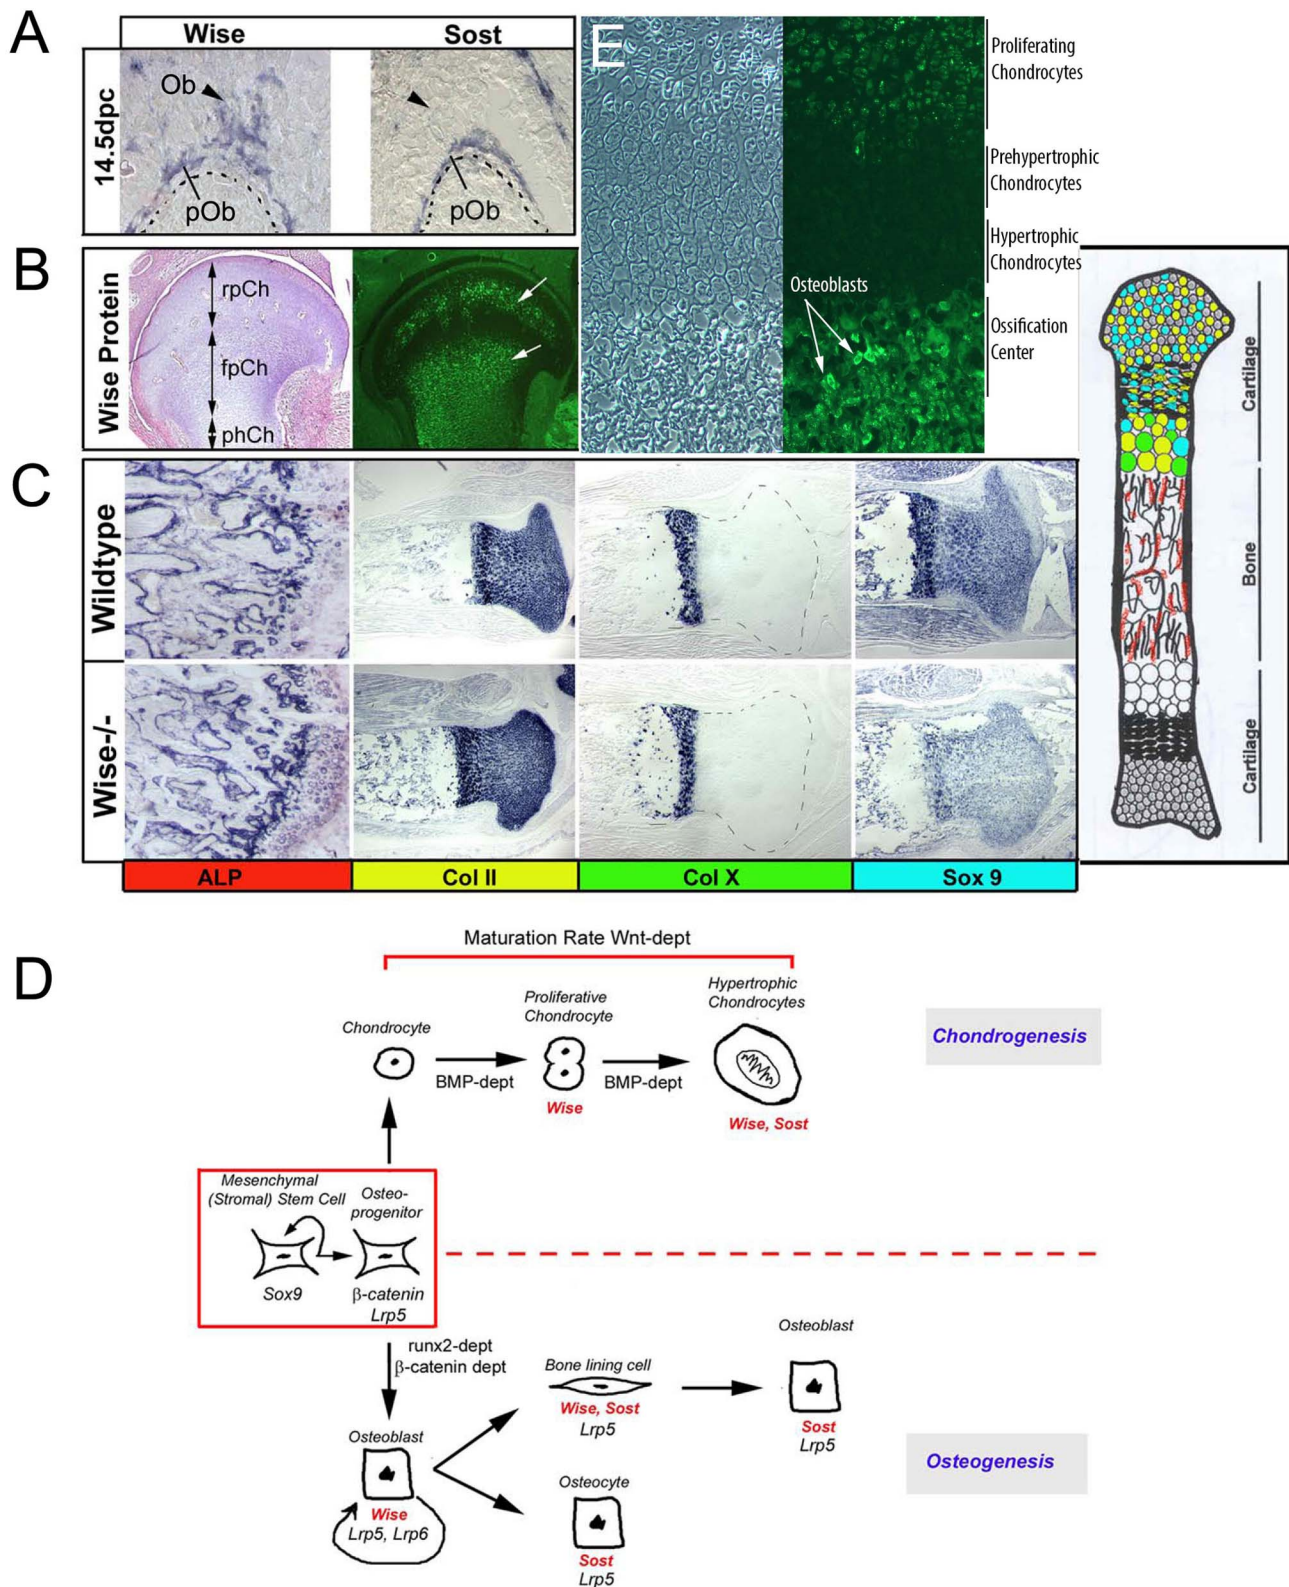 A
Wise
Sost
14.5dpc
Ob
pOb
pOb
E
Proliferating
Chondrocytes
Prehypertrophic
Chondrocytes
Hypertrophic
Chondrocytes
Osteoblasts
Ossification
Center
B
Wise Protein
rpCh
fpCh
phCh
C
Wildtype
Wise-/-
ALP
Col II
Col X
Sox 9
Cartilage
Bone
Cartilage
D
Maturation Rate Wnt-dept
Chondrocyte
Proliferative
Chondrocyte
Hypertrophic
Chondrocytes
BMP-dept
BMP-dept
Wise
Wise, Sost
Chondrogenesis
Mesenchymal
(Stromal) Stem Cell
Osteo-
progenitor
Sox9
β-catenin
Lrp5
runx2-dept
β-catenin dept
Osteoblast
Wise
Lrp5, Lrp6
Bone lining cell
Wise, Sost
Lrp5
Osteoblast
Sost
Lrp5
Osteocyte
Sost
Lrp5
Osteogenesis